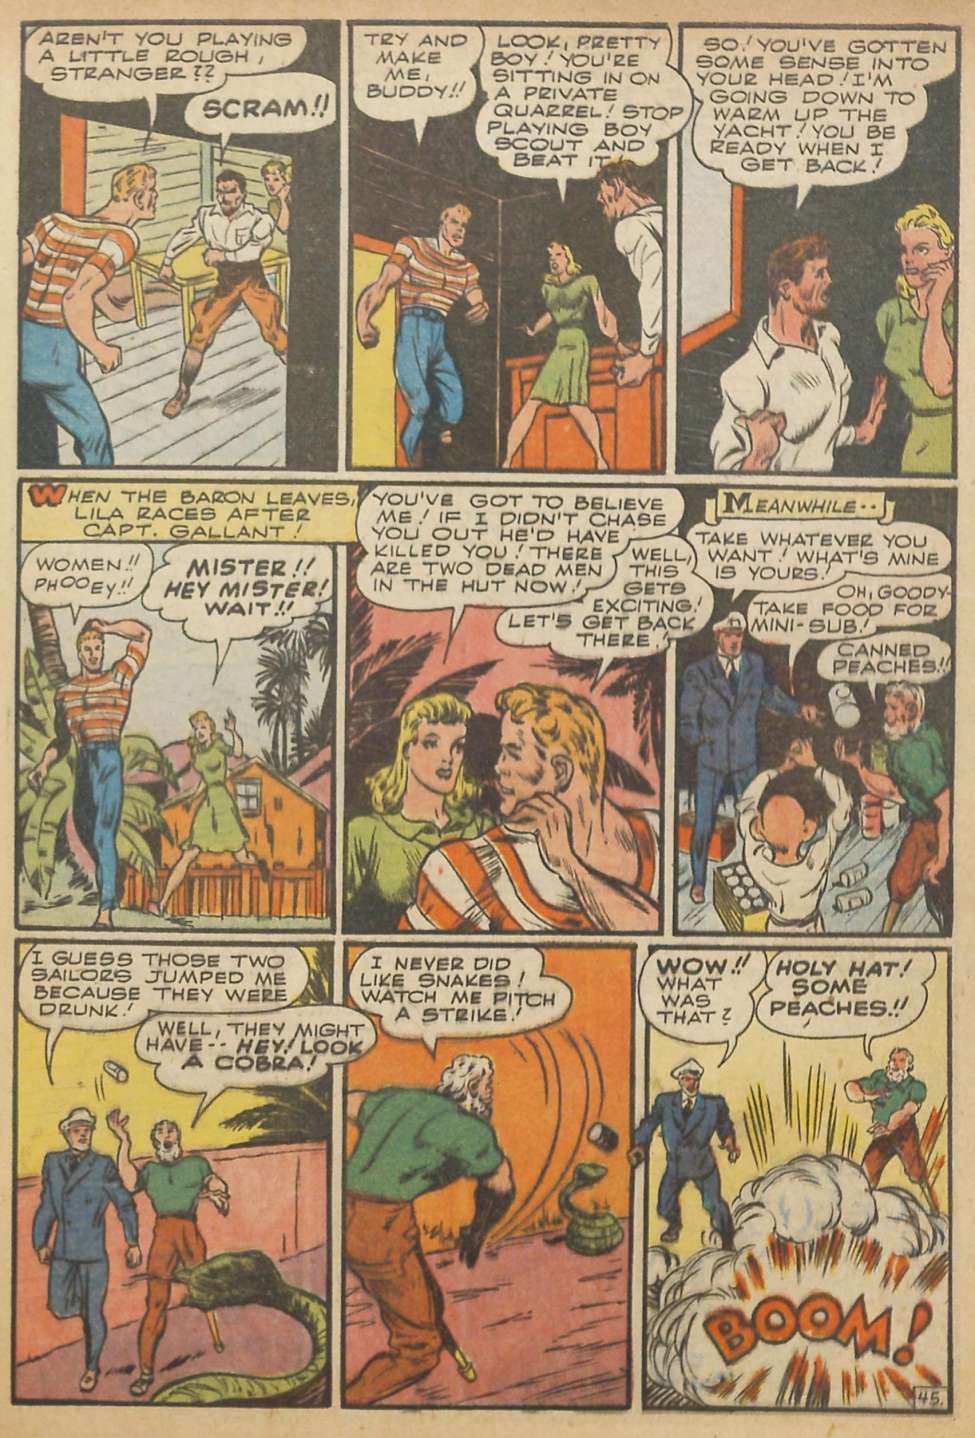 AREN'T YOU PLAYING
A LITTLE ROUGH,
STRANGER??
SCRAM!!
TRY AND
MAKE
ME,
BUDDY!!
LOOK, PRETTY
BOY! YOU'RE
SITTING IN ON
A PRIVATE
QUARREL! STOP
PLAYING BOY
SCOUT AND
BEAT IT!
SO! YOU'VE GOTTEN
SOME SENSE INTO
YOUR HEAD! I'M
GOING DOWN TO
WARM UP THE
YACHT! YOU BE
READY WHEN I
GET BACK!
WHEN THE BARON LEAVES,
LILA RACES AFTER
CAPT. GALLANT!
WOMEN!!
PHOOEY!!
MISTER!!
HEY MISTER!
WAIT!!
YOU'VE GOT TO BELIEVE
ME! IF I DIDN'T CHASE
YOU OUT HE'D HAVE
KILLED YOU! THERE
ARE TWO DEAD MEN
IN THE HUT NOW!
WELL,
THIS
GETS
EXCITING!
LET'S GET BACK
THERE!
MEANWHILE--
TAKE WHATEVER YOU
WANT! WHAT'S MINE
IS YOURS!
OH, GOODY-
TAKE FOOD FOR
MINI-SUB!
CANNED
PEACHES!!
I GUESS THOSE TWO
SAILORS JUMPED ME
BECAUSE THEY WERE
DRUNK!
WELL, THEY MIGHT
HAVE-- HEY! LOOK
A COBRA!
I NEVER DID
LIKE SNAKES!
WATCH ME PITCH
A STRIKE!
WOW!!
WHAT
WAS
THAT?
HOLY HAT!
SOME
PEACHES!!
BOOM!
45